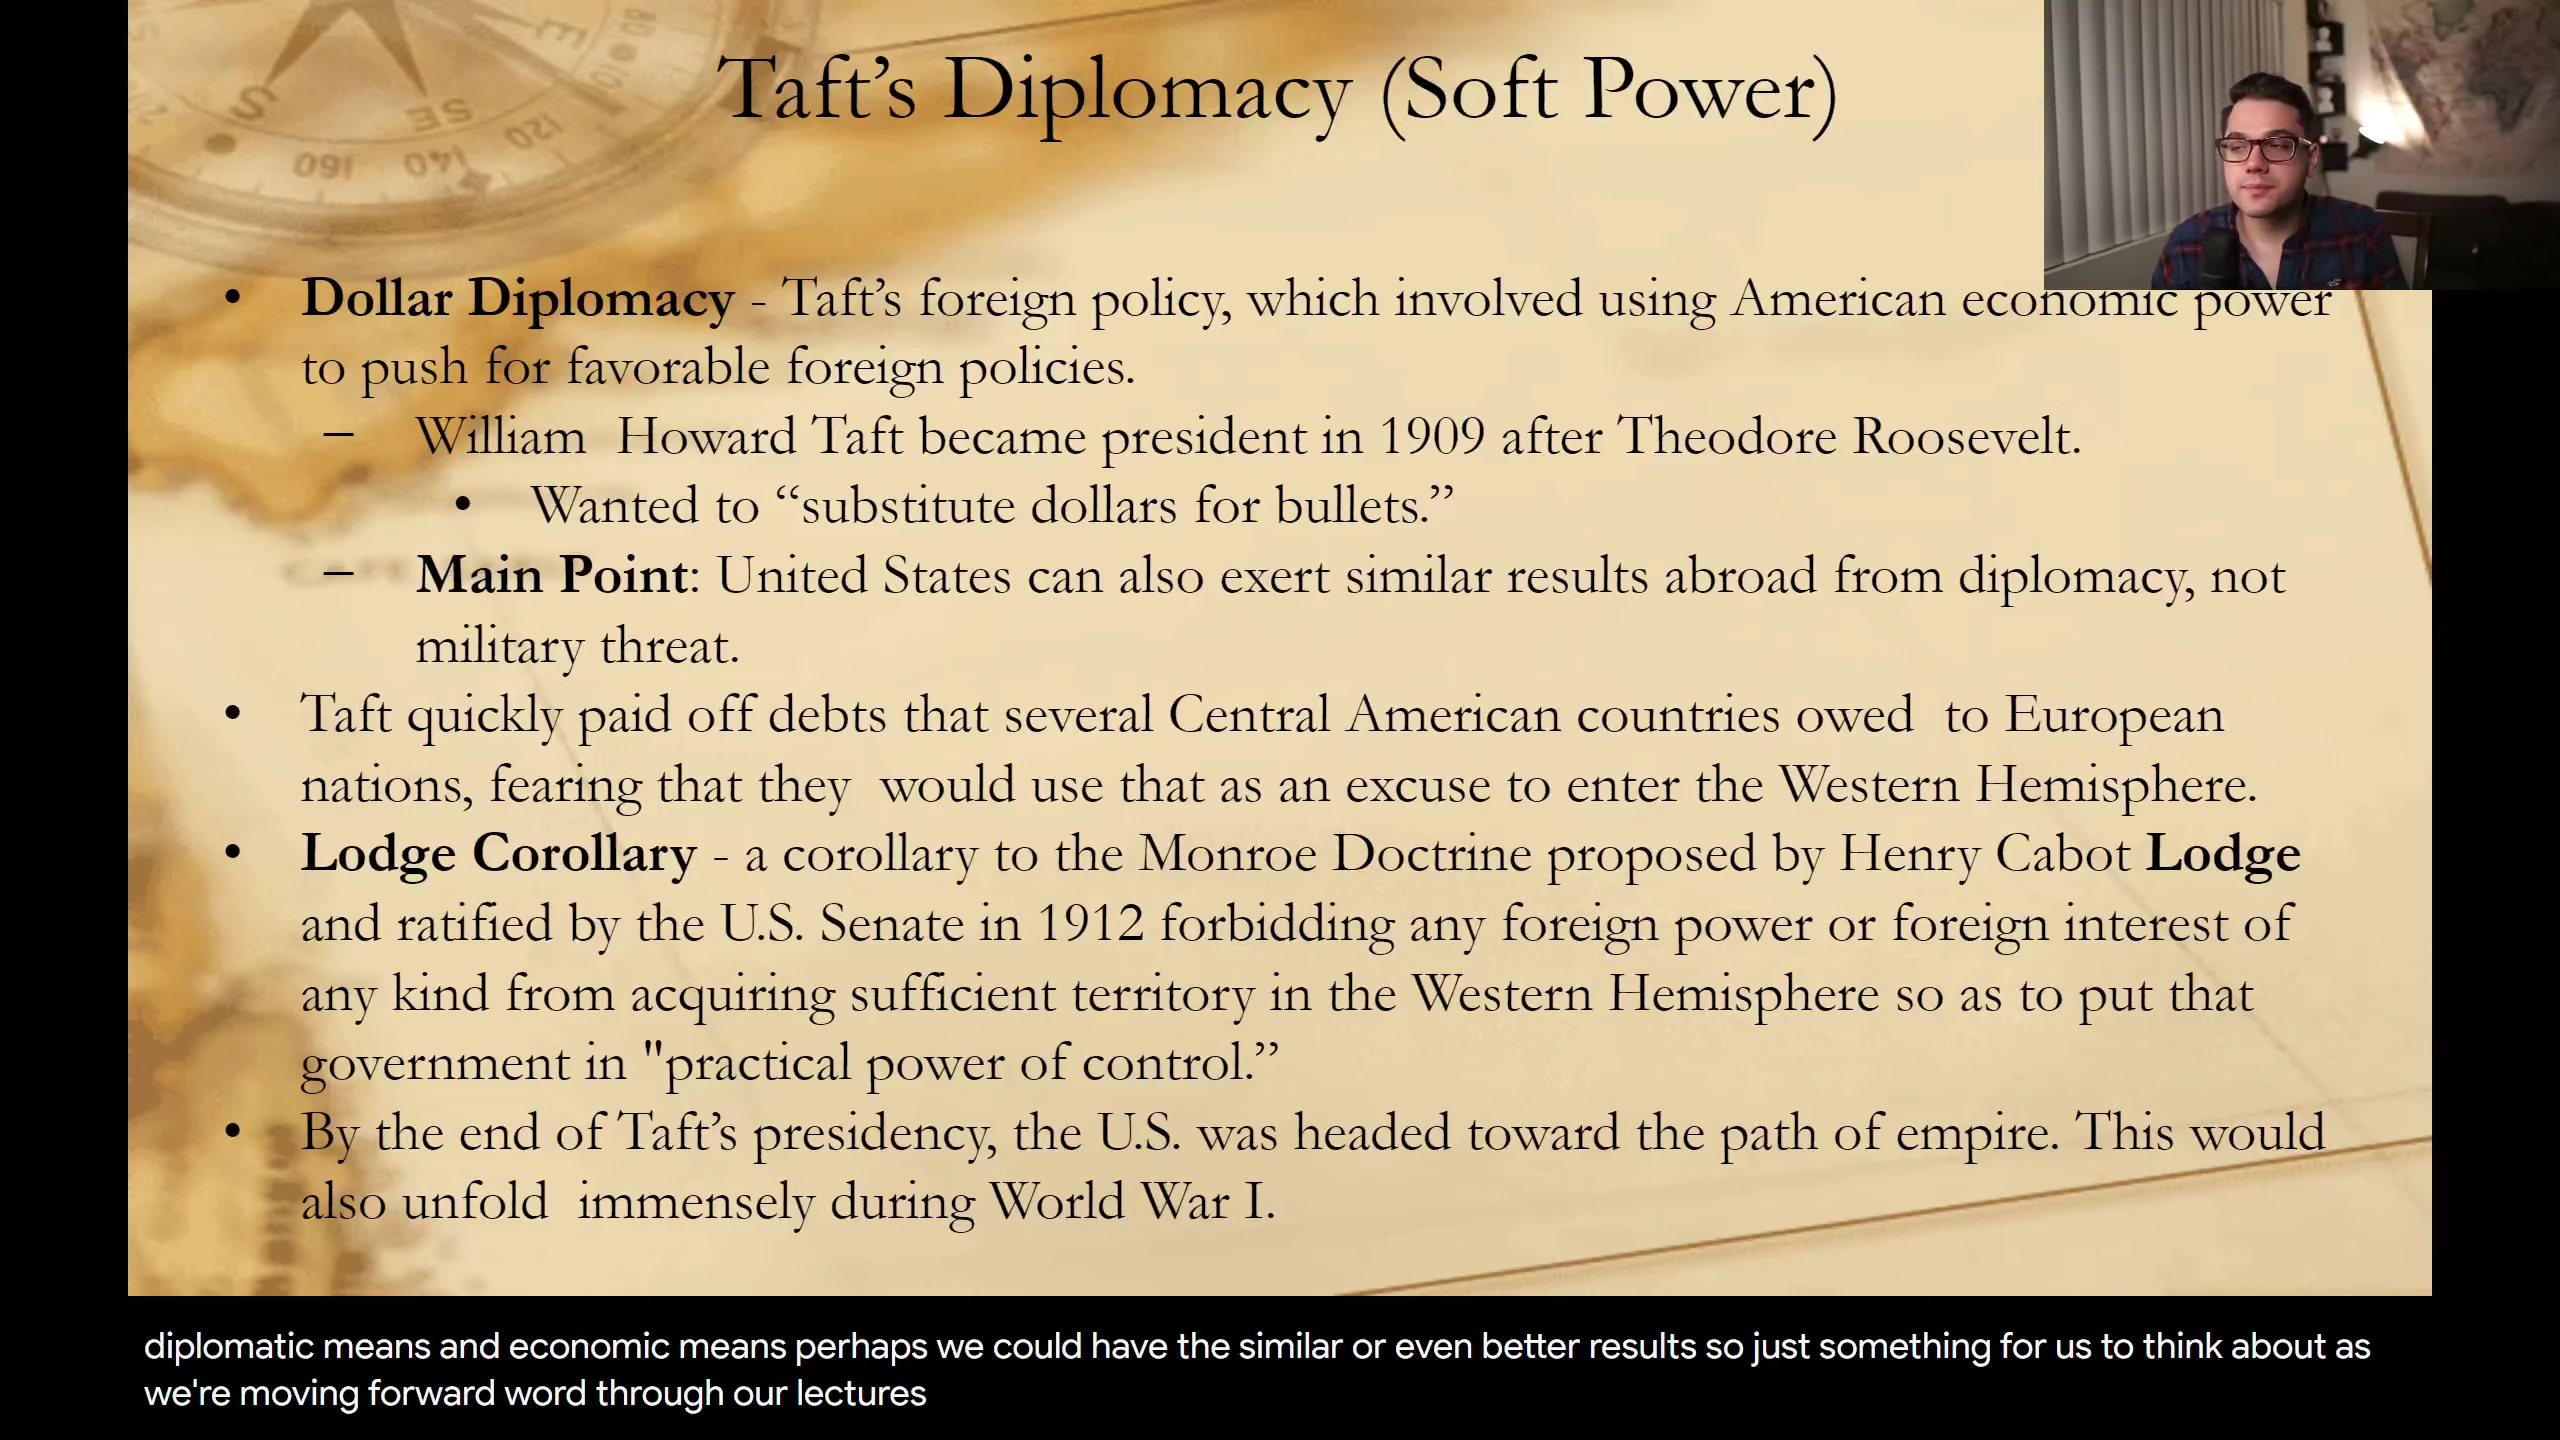 Taft’s Diplomacy (Soft Power)
• Dollar Diplomacy - Taft’s foreign policy, which involved using American economic power
to push for favorable foreign policies.
– William  Howard Taft became president in 1909 after Theodore Roosevelt.
• Wanted to “substitute dollars for bullets.”
– Main Point: United States can also exert similar results abroad from diplomacy, not
military threat.
• Taft quickly paid off debts that several Central American countries owed  to European
nations, fearing that they  would use that as an excuse to enter the Western Hemisphere.
• Lodge Corollary - a corollary to the Monroe Doctrine proposed by Henry Cabot Lodge
and ratified by the U.S. Senate in 1912 forbidding any foreign power or foreign interest of
any kind from acquiring sufficient territory in the Western Hemisphere so as to put that
government in "practical power of control.”
• By the end of Taft’s presidency, the U.S. was headed toward the path of empire. This would
also unfold  immensely during World War I.
diplomatic means and economic means perhaps we could have the similar or even better results so just something for us to think about as
we're moving forward word through our lectures
S
SE
E
120
140
160